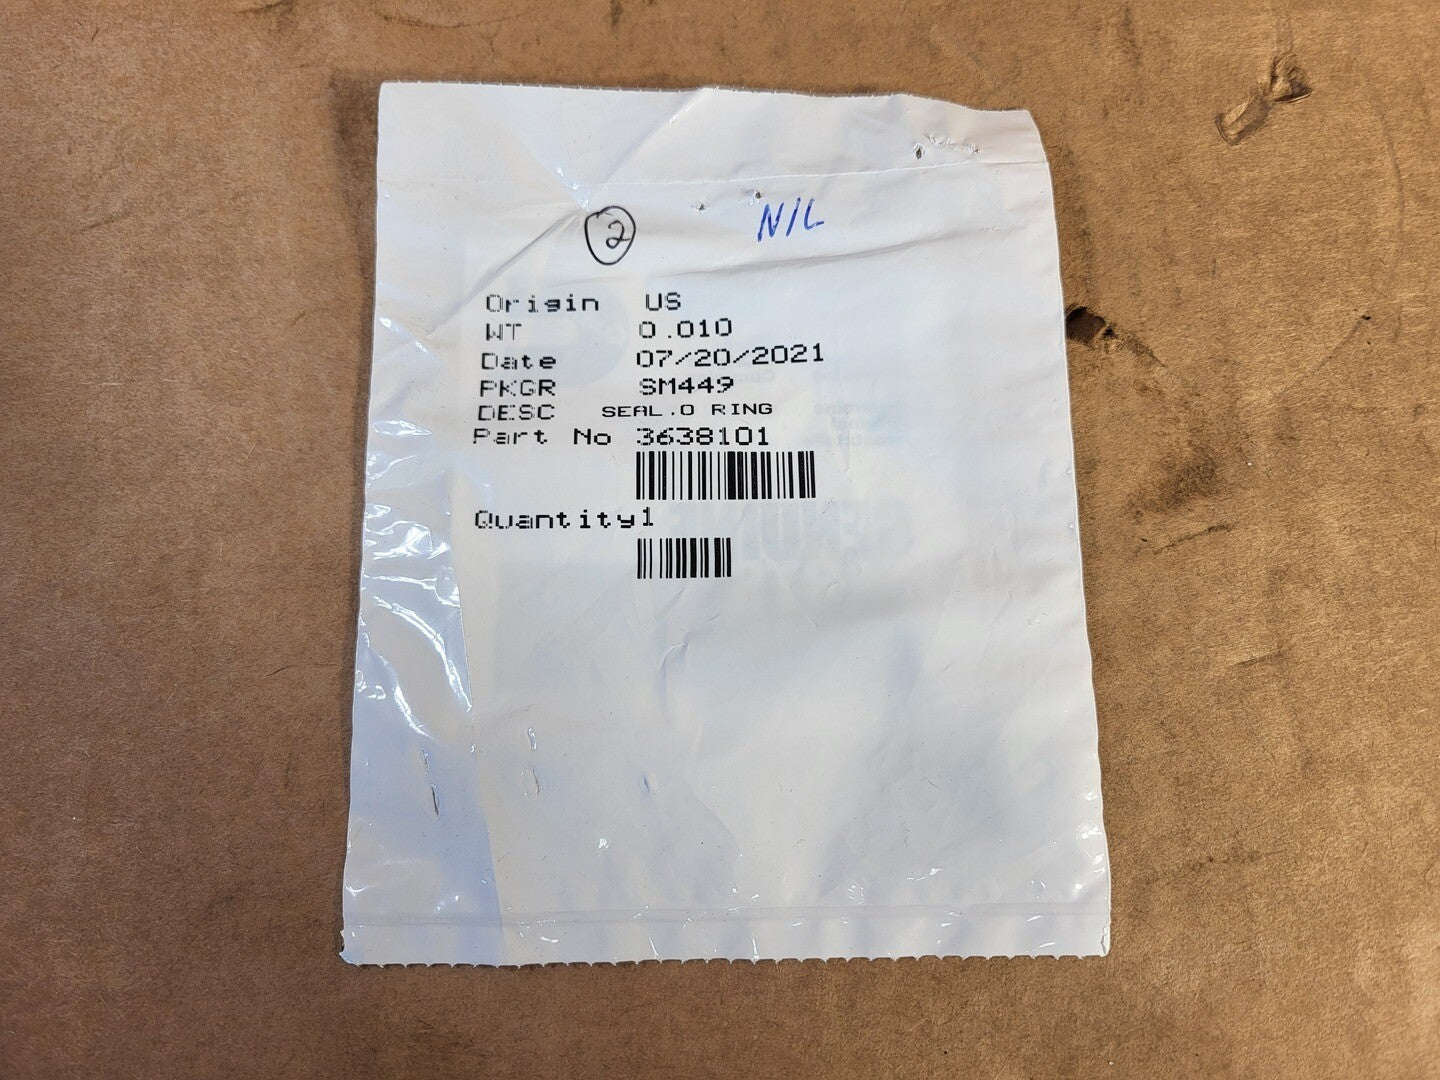 2
N/L
Origin US
WT 0.010
Date 07/20/2021
PKGR SM449
DESC SEAL.O RING
Part No 3638101
Quantity1